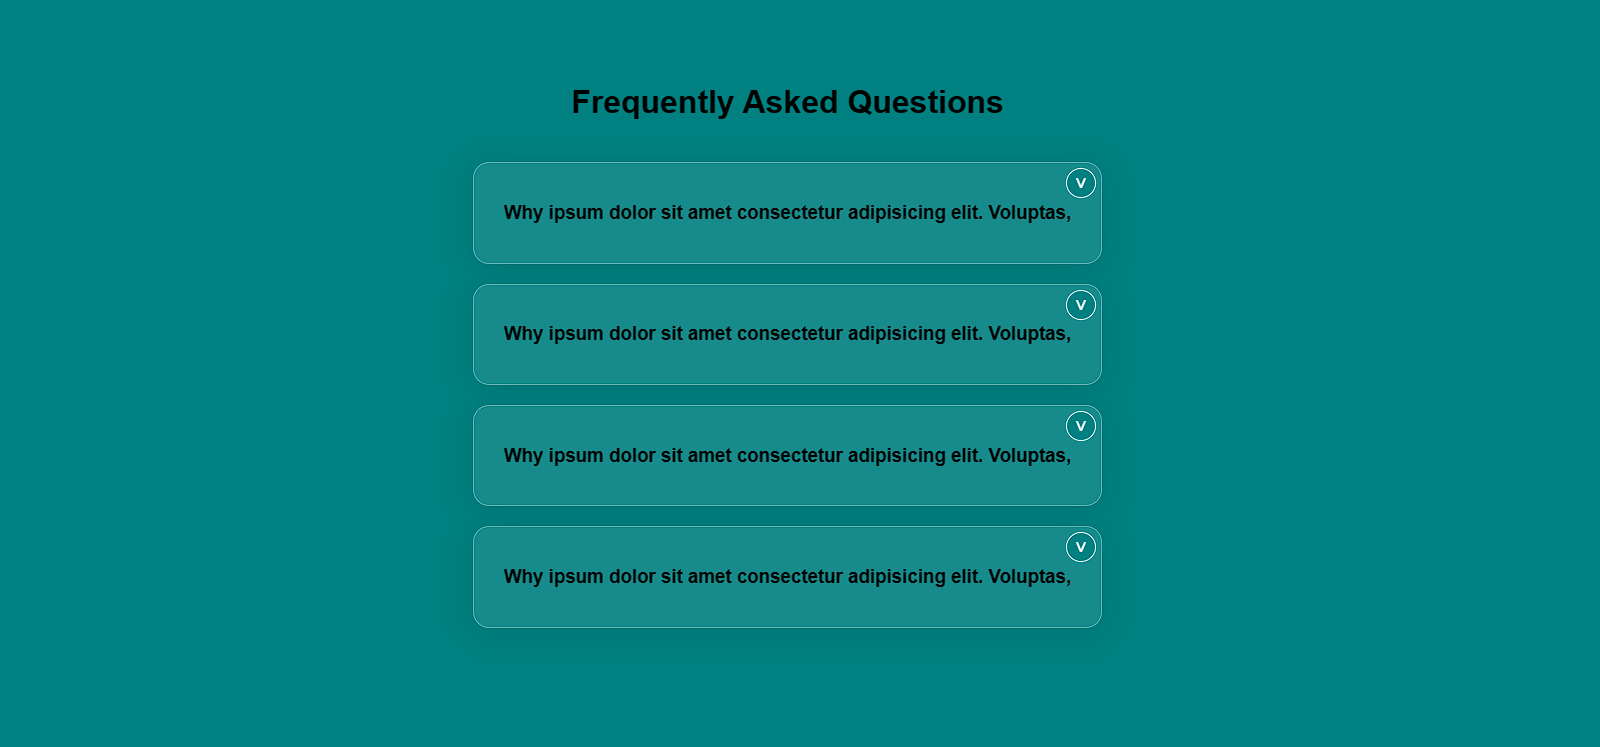 Frequently Asked Questions
V
Why ipsum dolor sit amet consectetur adipisicing elit. Voluptas,
V
Why ipsum dolor sit amet consectetur adipisicing elit. Voluptas,
V
Why ipsum dolor sit amet consectetur adipisicing elit. Voluptas,
V
Why ipsum dolor sit amet consectetur adipisicing elit. Voluptas,